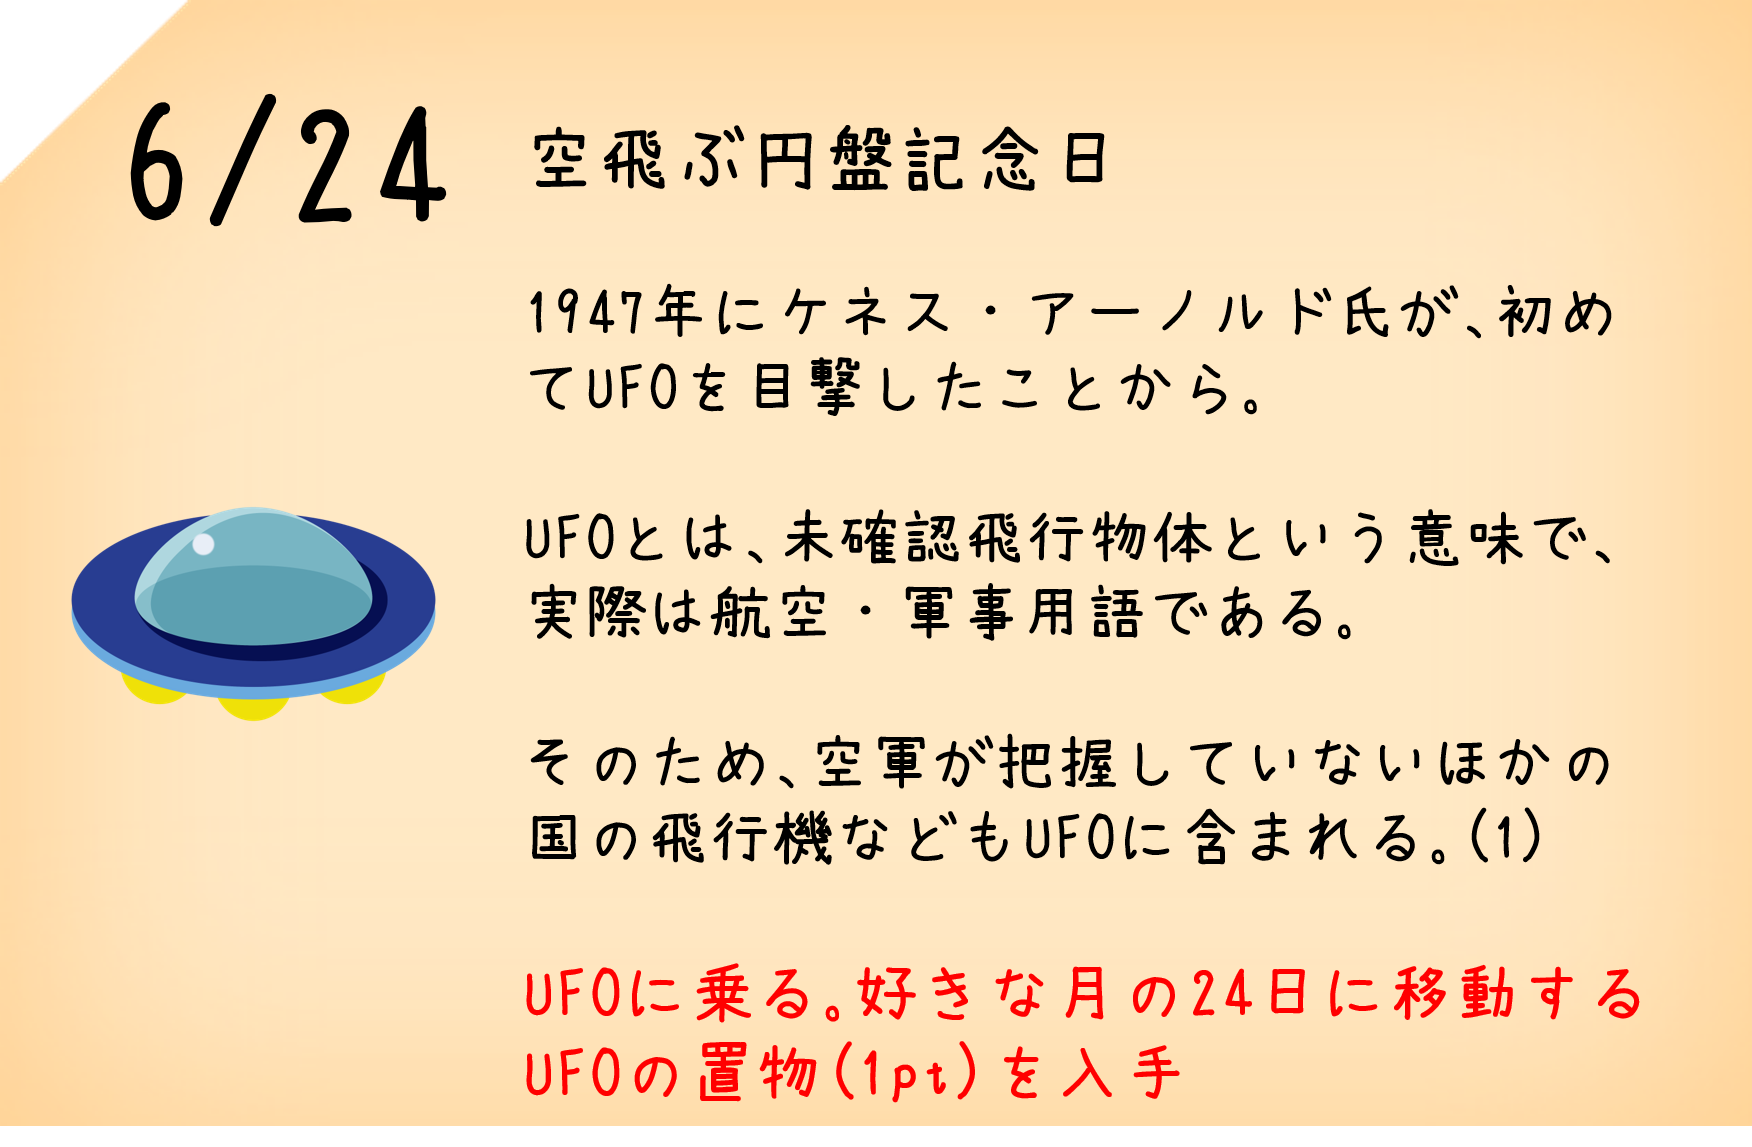 6/24 空飛ぶ円盤記念日
1947年にケネス・アーノルド氏が、初め
てUFOを目撃したことから。
UFOとは、未確認飛行物体という意味で、
実際は航空・軍事用語である。
そのため、空軍が把握していないほかの
国の飛行機などもUFOに含まれる。(1)
UFOに乗る。好きな月の24日に移動する
UFOの置物(1pt)を入手